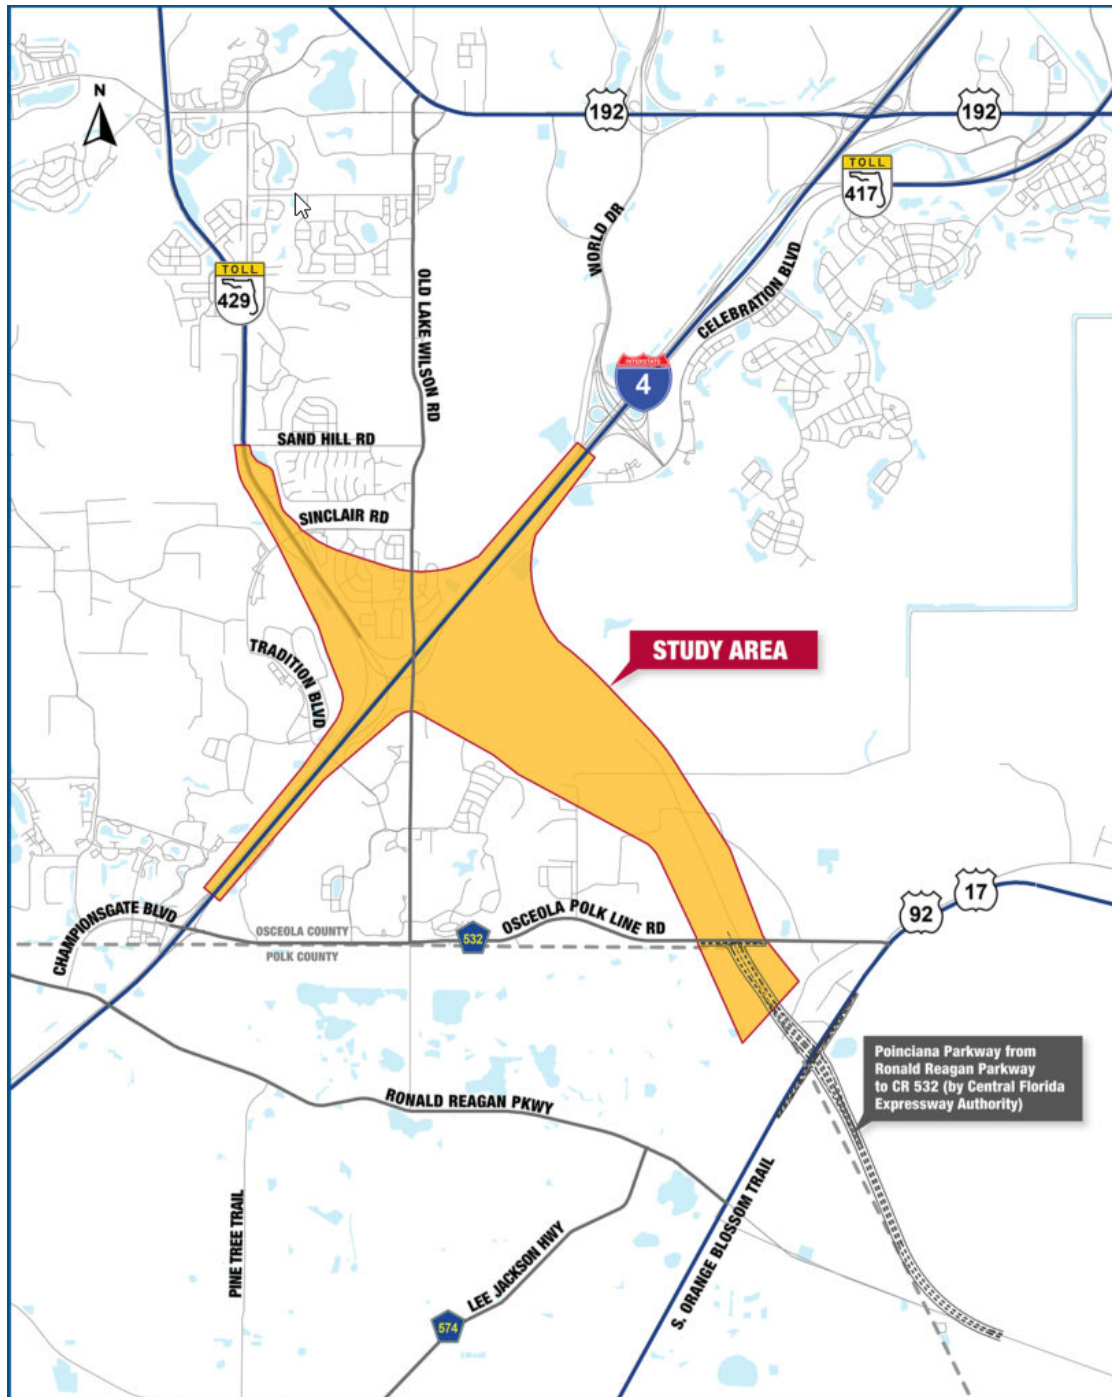 N
192
192
TOLL
417
WORLD DR
CELEBRATION BLVD
TOLL
429
OLD LAKE WILSON RD
INTERSTATE
4
SAND HILL RD
SINCLAIR RD
TRADITION BLVD
STUDY AREA
CHAMPIONSGATE BLVD
OSCEOLA COUNTY
POLK COUNTY
532
OSCEOLA POLK LINE RD
92
17
Poinciana Parkway from
Ronald Reagan Parkway
to CR 532 (by Central Florida
Expressway Authority)
RONALD REAGAN PKWY
PINE TREE TRAIL
LEE JACKSON HWY
574
S. ORANGE BLOSSOM TRAIL